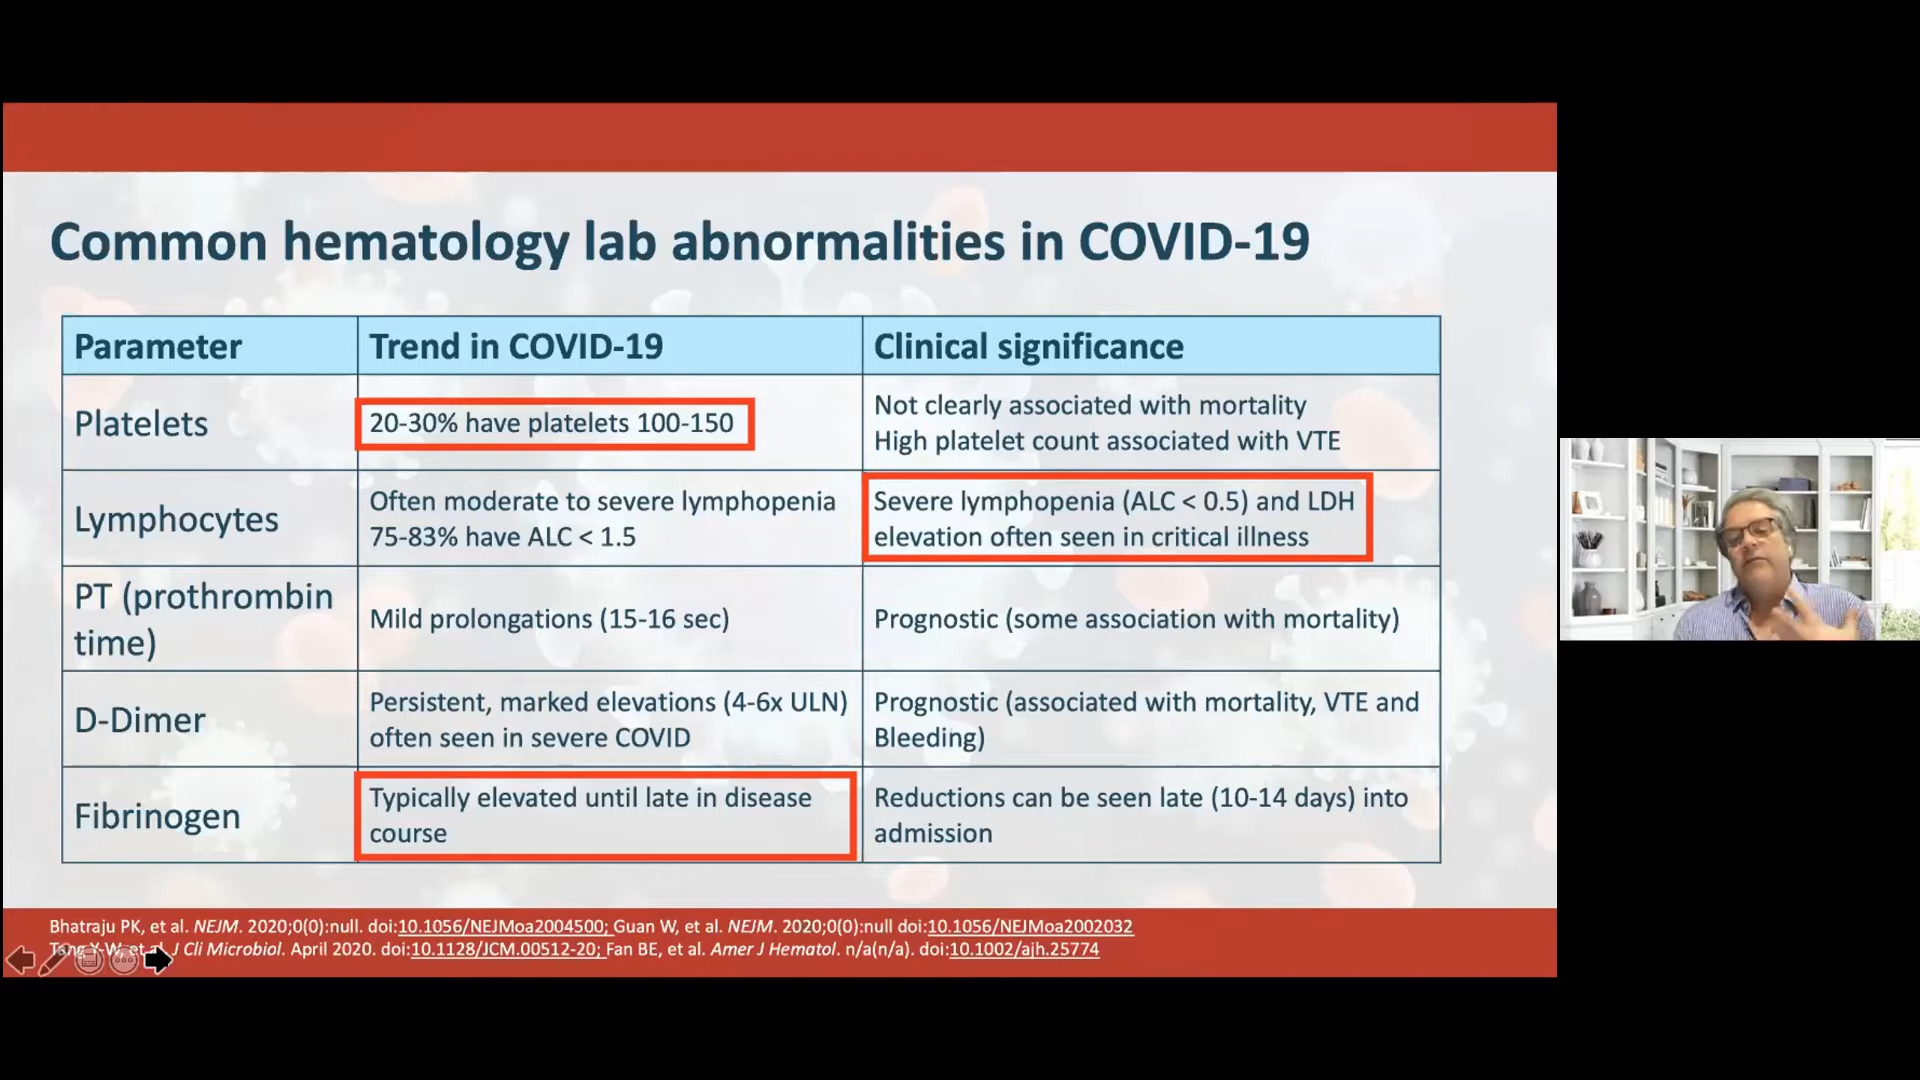 Common hematology lab abnormalities in COVID-19
Parameter
Trend in COVID-19
Clinical significance
Platelets
20-30% have platelets 100-150
Not clearly associated with mortality
High platelet count associated with VTE
Lymphocytes
Often moderate to severe lymphopenia
75-83% have ALC < 1.5
Severe lymphopenia (ALC < 0.5) and LDH
elevation often seen in critical illness
PT (prothrombin
time)
Mild prolongations (15-16 sec)
Prognostic (some association with mortality)
D-Dimer
Persistent, marked elevations (4-6x ULN)
often seen in severe COVID
Prognostic (associated with mortality, VTE and
Bleeding)
Fibrinogen
Typically elevated until late in disease
course
Reductions can be seen late (10-14 days) into
admission
Bhatraju PK, et al. NEJM. 2020;0(0):null. doi:10.1056/NEJMoa2004500; Guan W, et al. NEJM. 2020;0(0):null doi:10.1056/NEJMoa2002032
Y-W, et al. J Cli Microbiol. April 2020. doi:10.1128/JCM.00512-20; Fan BE, et al. Amer J Hematol. n/a(n/a). doi:10.1002/ajh.25774